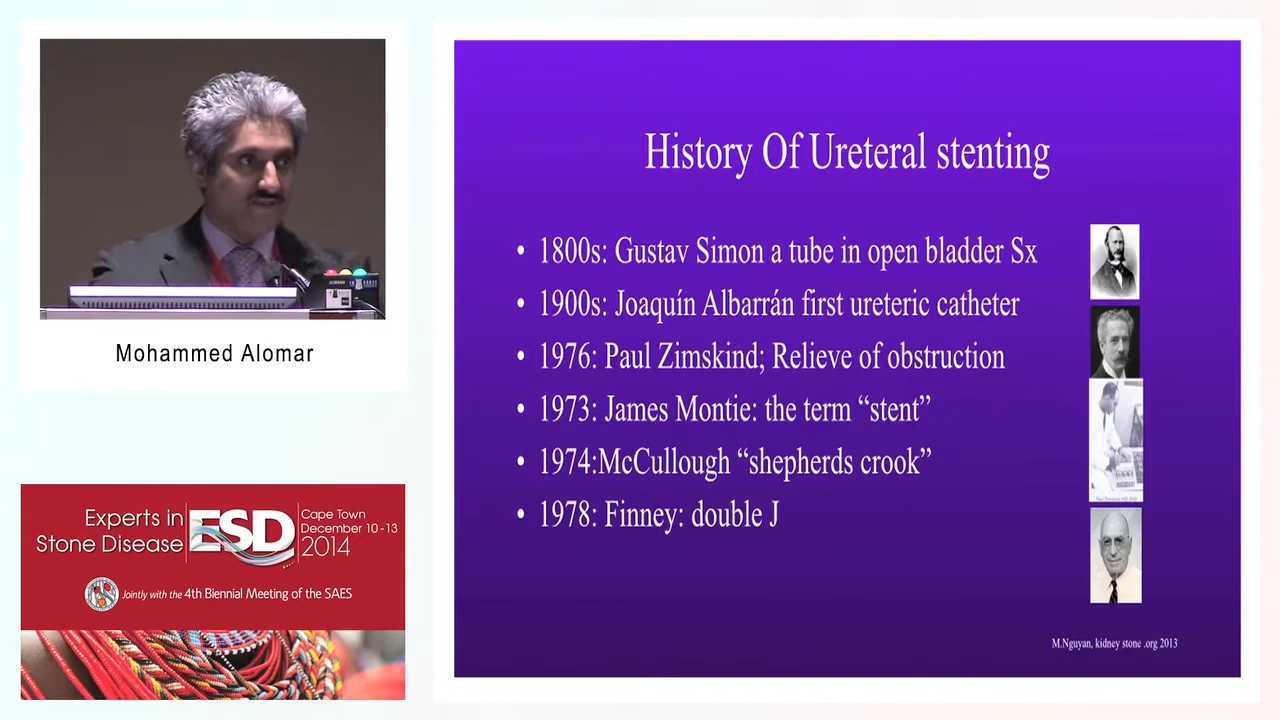 Mohammed Alomar
Experts in
Stone Disease
ESD
Cape Town
December 10-13
2014
Jointly with the 4th Biennial Meeting of the SAES
History Of Ureteral stenting
• 1800s: Gustav Simon a tube in open bladder Sx
• 1900s: Joaquín Albarrán first ureteric catheter
• 1976: Paul Zimskind; Relieve of obstruction
• 1973: James Montie: the term “stent”
• 1974:McCullough “shepherds crook”
• 1978: Finney: double J
M.Nguyan, kidney stone .org 2013